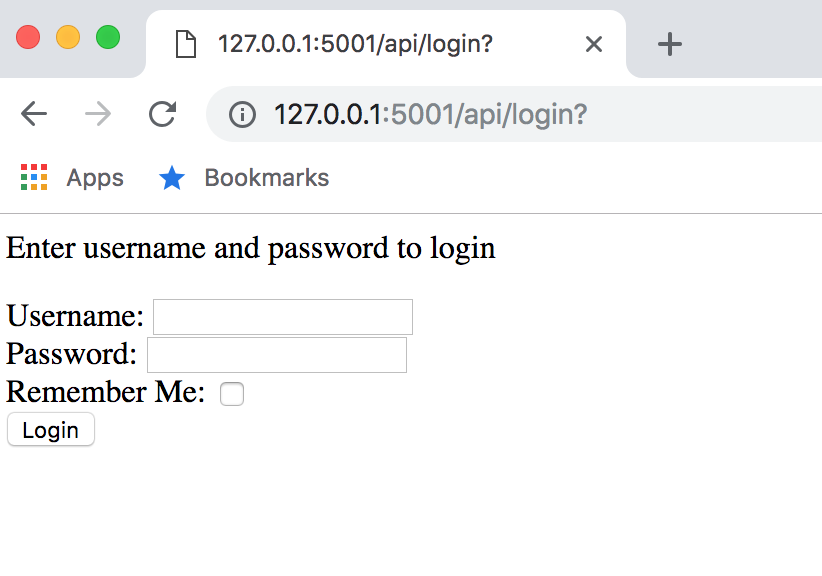 127.0.0.1:5001/api/login?
127.0.0.1:5001/api/login?
Apps Bookmarks
Enter username and password to login
Username:
Password:
Remember Me:
Login